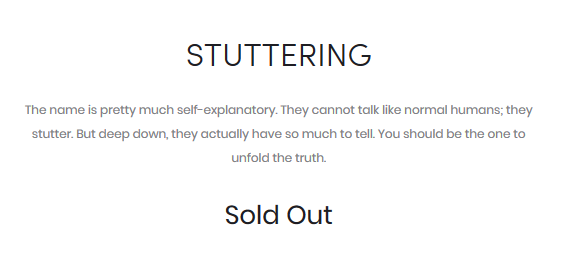 STUTTERING
The name is pretty much self-explanatory. They cannot talk like normal humans; they
stutter. But deep down, they actually have so much to tell. You should be the one to
unfold the truth.
Sold Out